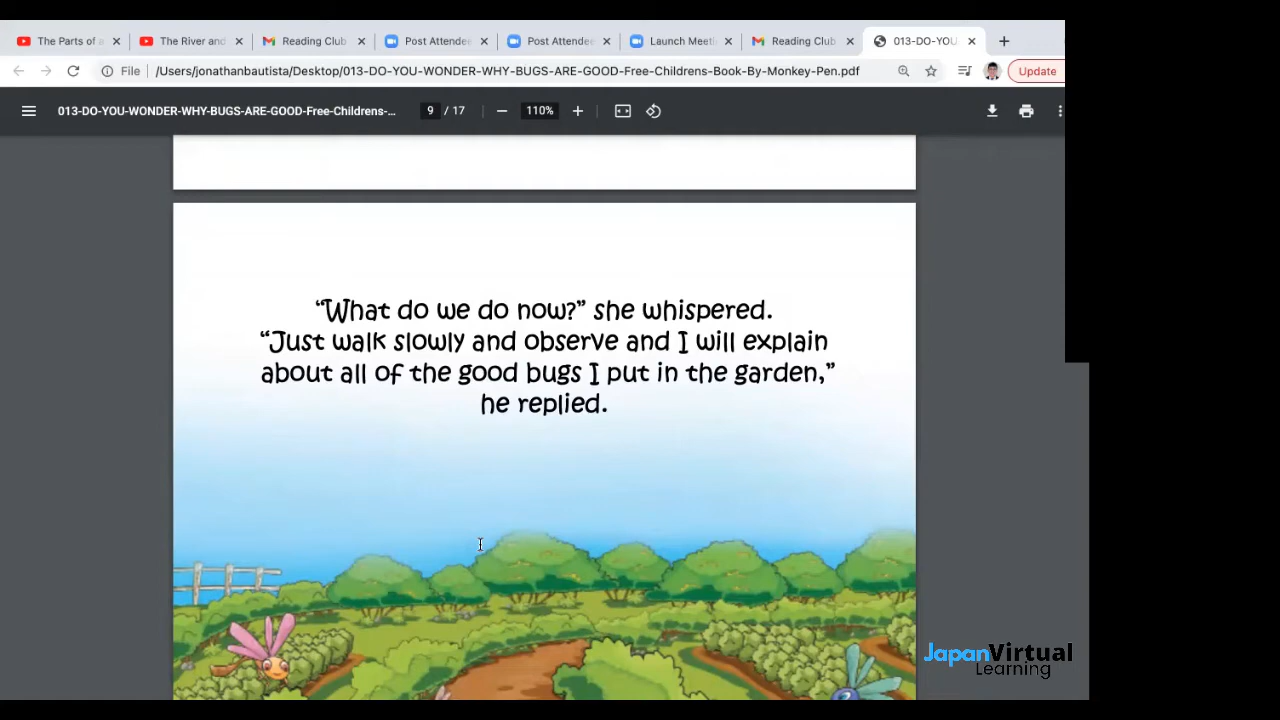 The Parts of a
The River and
Reading Club
Post Attendee
Post Attendee
Launch Meeti
Reading Club
013-DO-YOU
File
/Users/jonathanbautista/Desktop/013-DO-YOU-WONDER-WHY-BUGS-ARE-GOOD-Free-Childrens-Book-By-Monkey-Pen.pdf
Update
013-DO-YOU-WONDER-WHY-BUGS-ARE-GOOD-Free-Childrens-...
9 / 17
110%
“What do we do now?” she whispered.
“Just walk slowly and observe and I will explain
about all of the good bugs I put in the garden,”
he replied.
JapanVirtual
Learning